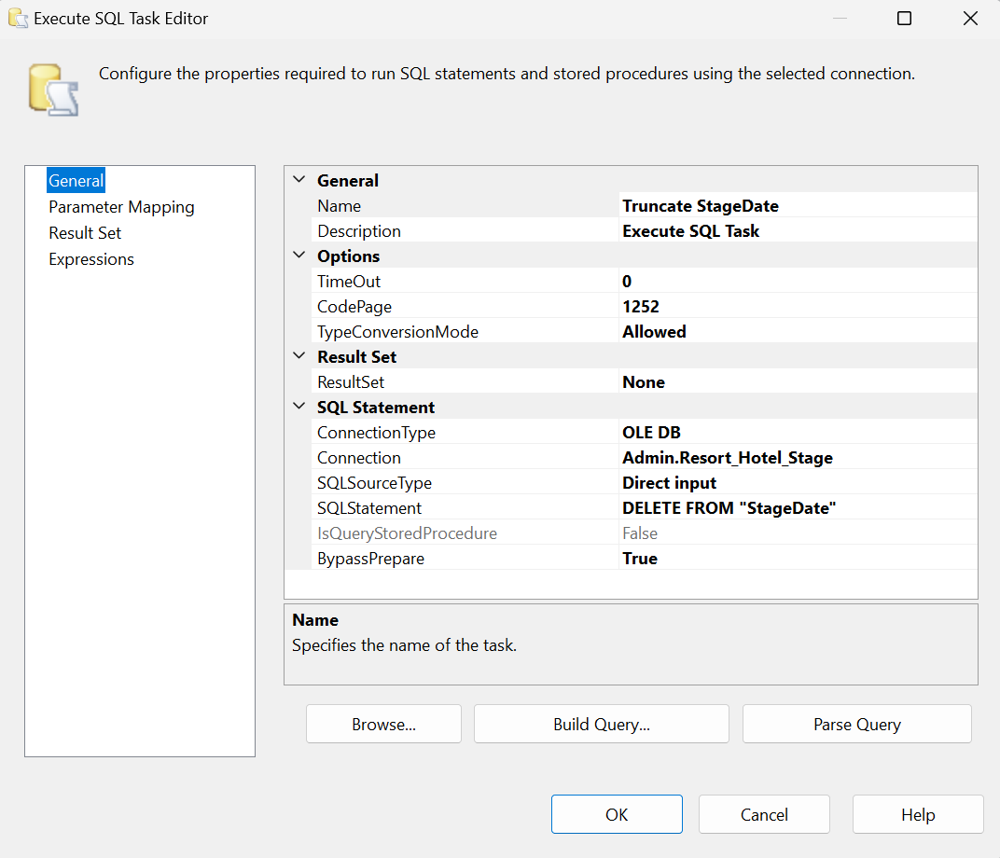 Execute SQL Task Editor
Configure the properties required to run SQL statements and stored procedures using the selected connection.
General
Parameter Mapping
Result Set
Expressions
General
Name Truncate StageDate
Description Execute SQL Task
Options
TimeOut 0
CodePage 1252
TypeConversionMode Allowed
Result Set
ResultSet None
SQL Statement
ConnectionType OLE DB
Connection Admin.Resort_Hotel_Stage
SQLSourceType Direct input
SQLStatement DELETE FROM "StageDate"
IsQueryStoredProcedure False
BypassPrepare True
Name
Specifies the name of the task.
Browse... Build Query... Parse Query
OK Cancel Help